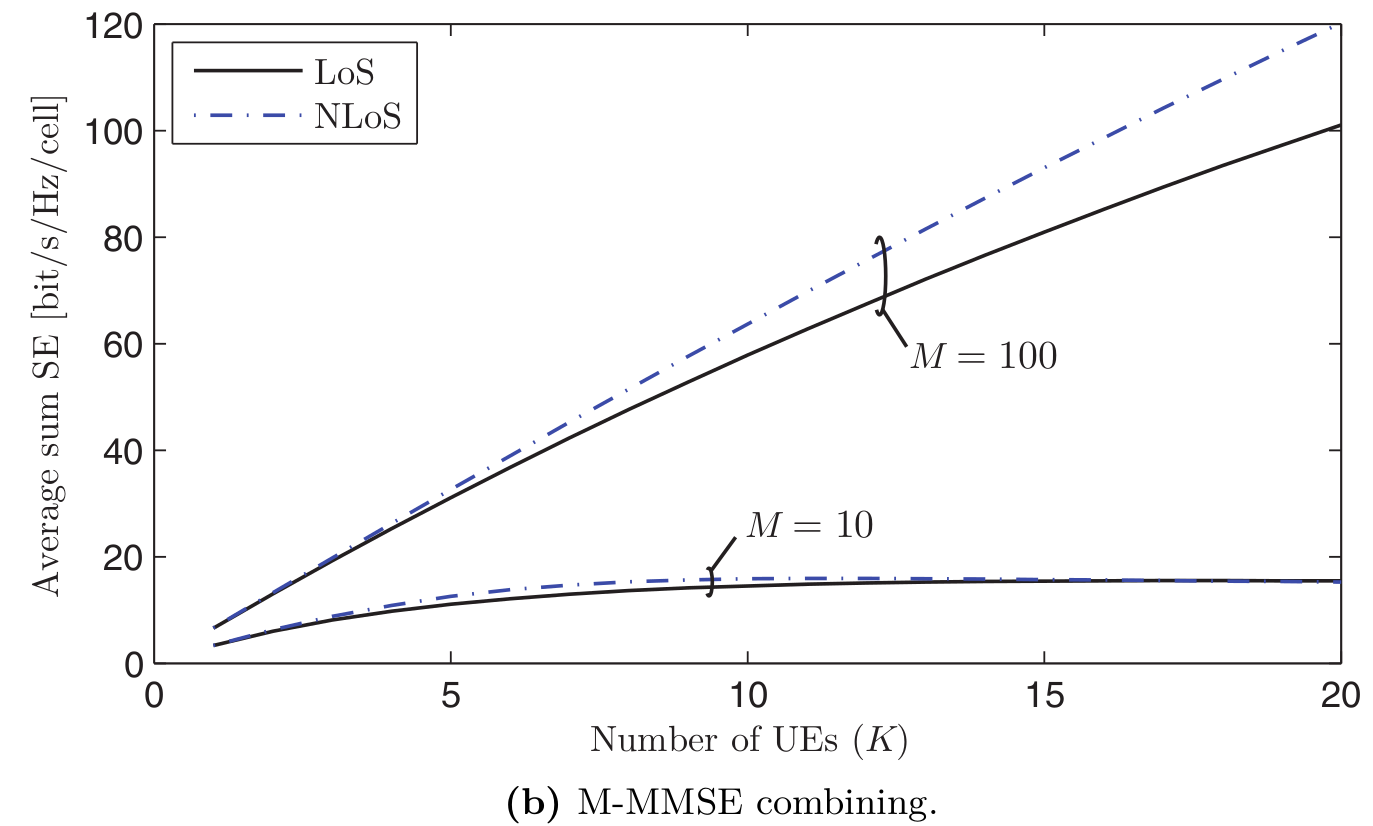 120
100
80
60
40
20
0
Average sum SE [bit/s/Hz/cell]
LoS
NLoS
M = 100
M = 10
0 5 10 15 20
Number of UEs (K)
(b) M-MMSE combining.